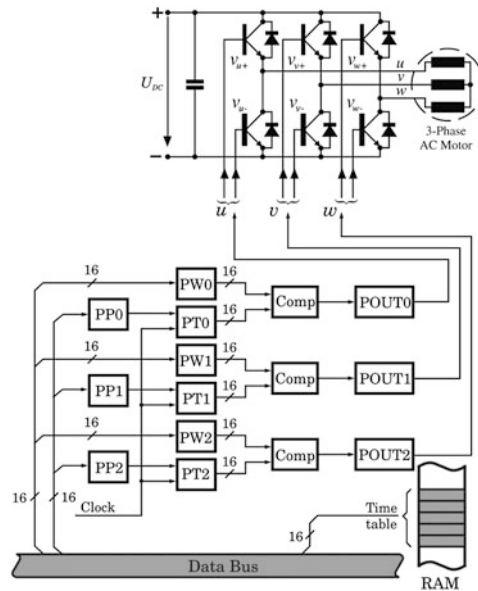 +
v_u+
v_v+
v_w+
u
v
w
U_DC
v_u-
v_v-
v_w-
3-Phase
AC Motor
−
u
v
w
16
PW0
16
PP0
PT0
16
Comp
POUT0
16
PW1
16
PP1
PT1
16
Comp
POUT1
16
PW2
16
PP2
PT2
16
Comp
POUT2
16
16
Clock
Time
table
16
Data Bus
RAM